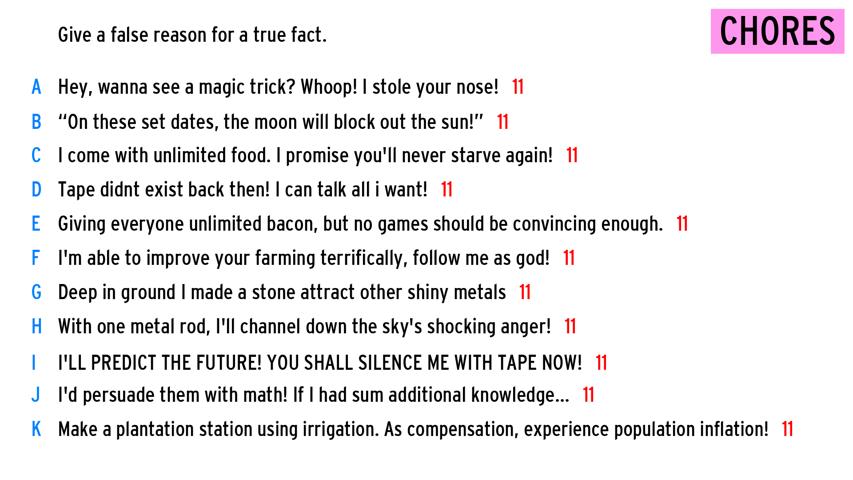 Give a false reason for a true fact.
CHORES
A Hey, wanna see a magic trick? Whoop! I stole your nose! 11
B “On these set dates, the moon will block out the sun!” 11
C I come with unlimited food. I promise you'll never starve again! 11
D Tape didnt exist back then! I can talk all i want! 11
E Giving everyone unlimited bacon, but no games should be convincing enough. 11
F I'm able to improve your farming terrifically, follow me as god! 11
G Deep in ground I made a stone attract other shiny metals 11
H With one metal rod, I'll channel down the sky's shocking anger! 11
I I'LL PREDICT THE FUTURE! YOU SHALL SILENCE ME WITH TAPE NOW! 11
J I'd persuade them with math! If I had sum additional knowledge... 11
K Make a plantation station using irrigation. As compensation, experience population inflation! 11